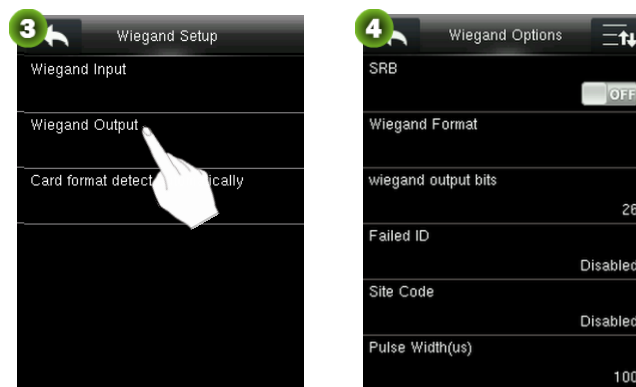 3
Wiegand Setup
Wiegand Input
Wiegand Output
Card format detect ically
4
Wiegand Options
SRB
OFF
Wiegand Format
wiegand output bits
26
Failed ID
Disabled
Site Code
Disabled
Pulse Width(us)
100